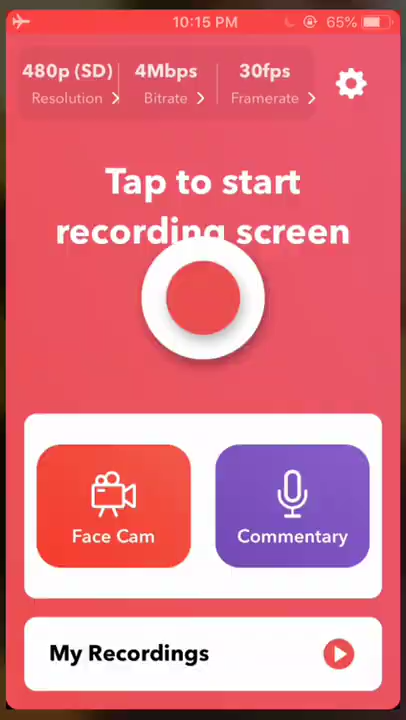 10:15 PM
65%
480p (SD)
4Mbps
30fps
Resolution
Bitrate
Framerate
Tap to start
recording screen
Face Cam
Commentary
My Recordings